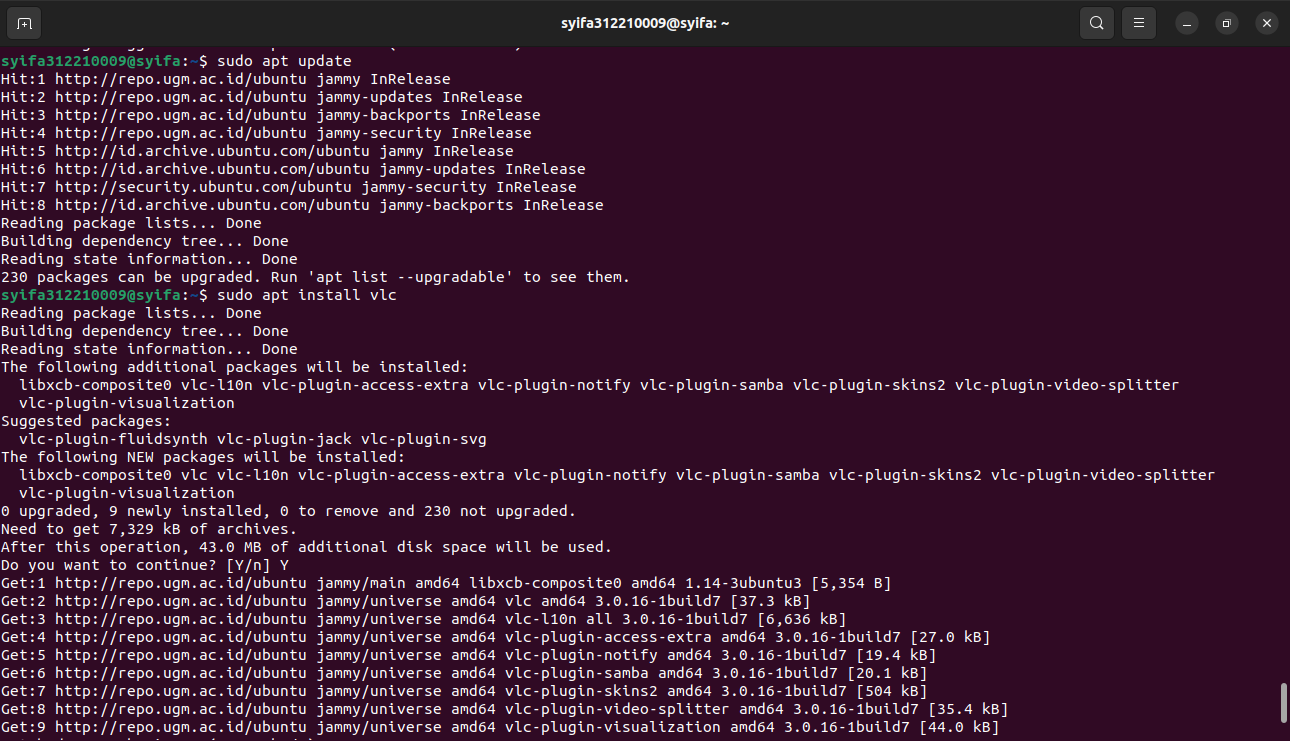 syifa312210009@syifa: ~
syifa312210009@syifa:~$ sudo apt update
Hit:1 http://repo.ugm.ac.id/ubuntu jammy InRelease
Hit:2 http://repo.ugm.ac.id/ubuntu jammy-updates InRelease
Hit:3 http://repo.ugm.ac.id/ubuntu jammy-backports InRelease
Hit:4 http://repo.ugm.ac.id/ubuntu jammy-security InRelease
Hit:5 http://id.archive.ubuntu.com/ubuntu jammy InRelease
Hit:6 http://id.archive.ubuntu.com/ubuntu jammy-updates InRelease
Hit:7 http://security.ubuntu.com/ubuntu jammy-security InRelease
Hit:8 http://id.archive.ubuntu.com/ubuntu jammy-backports InRelease
Reading package lists... Done
Building dependency tree... Done
Reading state information... Done
230 packages can be upgraded. Run 'apt list --upgradable' to see them.
syifa312210009@syifa:~$ sudo apt install vlc
Reading package lists... Done
Building dependency tree... Done
Reading state information... Done
The following additional packages will be installed:
  libxcb-composite0 vlc-l10n vlc-plugin-access-extra vlc-plugin-notify vlc-plugin-samba vlc-plugin-skins2 vlc-plugin-video-splitter
  vlc-plugin-visualization
Suggested packages:
  vlc-plugin-fluidsynth vlc-plugin-jack vlc-plugin-svg
The following NEW packages will be installed:
  libxcb-composite0 vlc vlc-l10n vlc-plugin-access-extra vlc-plugin-notify vlc-plugin-samba vlc-plugin-skins2 vlc-plugin-video-splitter
  vlc-plugin-visualization
0 upgraded, 9 newly installed, 0 to remove and 230 not upgraded.
Need to get 7,329 kB of archives.
After this operation, 43.0 MB of additional disk space will be used.
Do you want to continue? [Y/n] Y
Get:1 http://repo.ugm.ac.id/ubuntu jammy/main amd64 libxcb-composite0 amd64 1.14-3ubuntu3 [5,354 B]
Get:2 http://repo.ugm.ac.id/ubuntu jammy/universe amd64 vlc amd64 3.0.16-1build7 [37.3 kB]
Get:3 http://repo.ugm.ac.id/ubuntu jammy/universe amd64 vlc-l10n all 3.0.16-1build7 [6,636 kB]
Get:4 http://repo.ugm.ac.id/ubuntu jammy/universe amd64 vlc-plugin-access-extra amd64 3.0.16-1build7 [27.0 kB]
Get:5 http://repo.ugm.ac.id/ubuntu jammy/universe amd64 vlc-plugin-notify amd64 3.0.16-1build7 [19.4 kB]
Get:6 http://repo.ugm.ac.id/ubuntu jammy/universe amd64 vlc-plugin-samba amd64 3.0.16-1build7 [20.1 kB]
Get:7 http://repo.ugm.ac.id/ubuntu jammy/universe amd64 vlc-plugin-skins2 amd64 3.0.16-1build7 [504 kB]
Get:8 http://repo.ugm.ac.id/ubuntu jammy/universe amd64 vlc-plugin-video-splitter amd64 3.0.16-1build7 [35.4 kB]
Get:9 http://repo.ugm.ac.id/ubuntu jammy/universe amd64 vlc-plugin-visualization amd64 3.0.16-1build7 [44.0 kB]